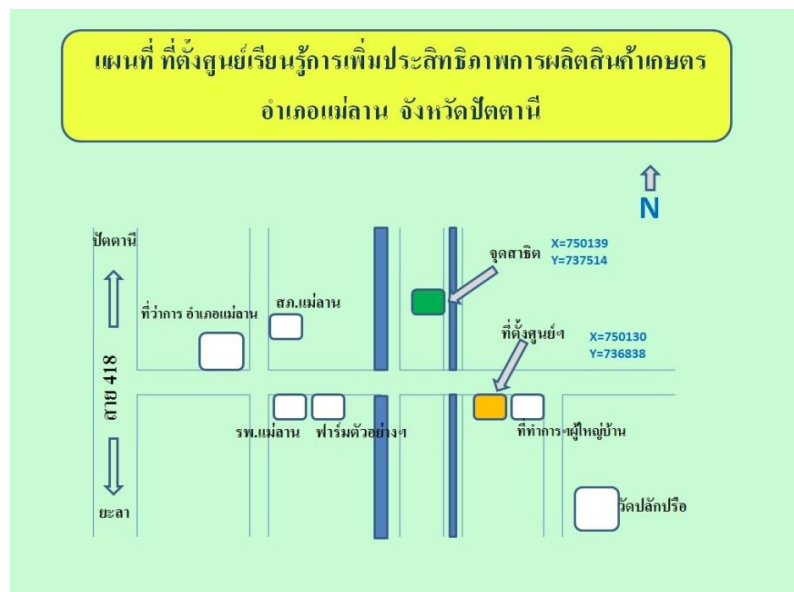 แผนที่ ที่ตั้งศูนย์เรียนรู้การเพิ่มประสิทธิภาพการผลิตสินค้าเกษตร
อำเภอแม่ลาน จังหวัดปัตตานี
N
ปัตตานี
จุดสาธิต
X=750139
Y=737514
ที่ว่าการ อำเภอแม่ลาน
สภ.แม่ลาน
ที่ตั้งศูนย์ฯ
X=750130
Y=736838
สาย 418
รพ.แม่ลาน
ฟาร์มตัวอย่างฯ
ที่ทำการฯผู้ใหญ่บ้าน
ยะลา
วัดปลักปรือ